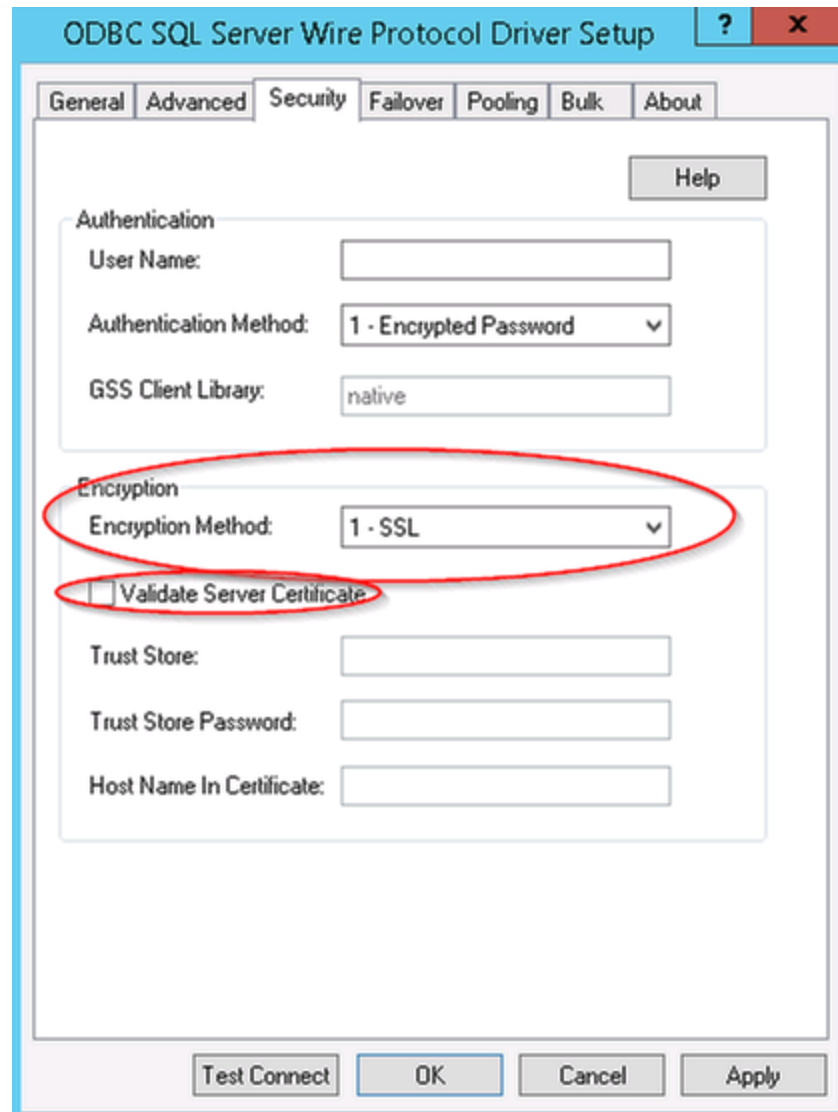 ODBC SQL Server Wire Protocol Driver Setup ? x
General Advanced Security Failover Pooling Bulk About
Help
Authentication
User Name:
Authentication Method: 1 - Encrypted Password
GSS Client Library: native
Encryption
Encryption Method: 1 - SSL
Validate Server Certificate
Trust Store:
Trust Store Password:
Host Name In Certificate:
Test Connect OK Cancel Apply